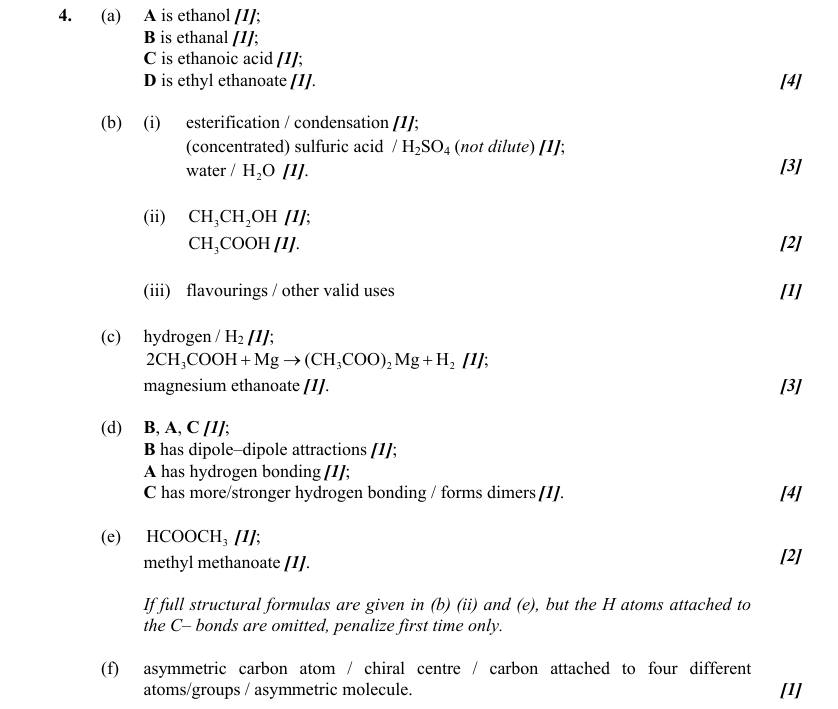 4. (a) A is ethanol [1];
B is ethanal [1];
C is ethanoic acid [1];
D is ethyl ethanoate [1]. [4]
(b) (i) esterification / condensation [1];
(concentrated) sulfuric acid / H₂SO₄ (not dilute) [1];
water / H₂O [1]. [3]
(ii) CH₃CH₂OH [1];
CH₃COOH [1]. [2]
(iii) flavourings / other valid uses [1]
(c) hydrogen / H₂ [1];
2CH₃COOH + Mg → (CH₃COO)₂ Mg + H₂ [1];
magnesium ethanoate [1]. [3]
(d) B, A, C [1];
B has dipole–dipole attractions [1];
A has hydrogen bonding [1];
C has more/stronger hydrogen bonding / forms dimers [1]. [4]
(e) HCOOCH₃ [1];
methyl methanoate [1]. [2]
If full structural formulas are given in (b) (ii) and (e), but the H atoms attached to
the C– bonds are omitted, penalize first time only.
(f) asymmetric carbon atom / chiral centre / carbon attached to four different
atoms/groups / asymmetric molecule. [1]